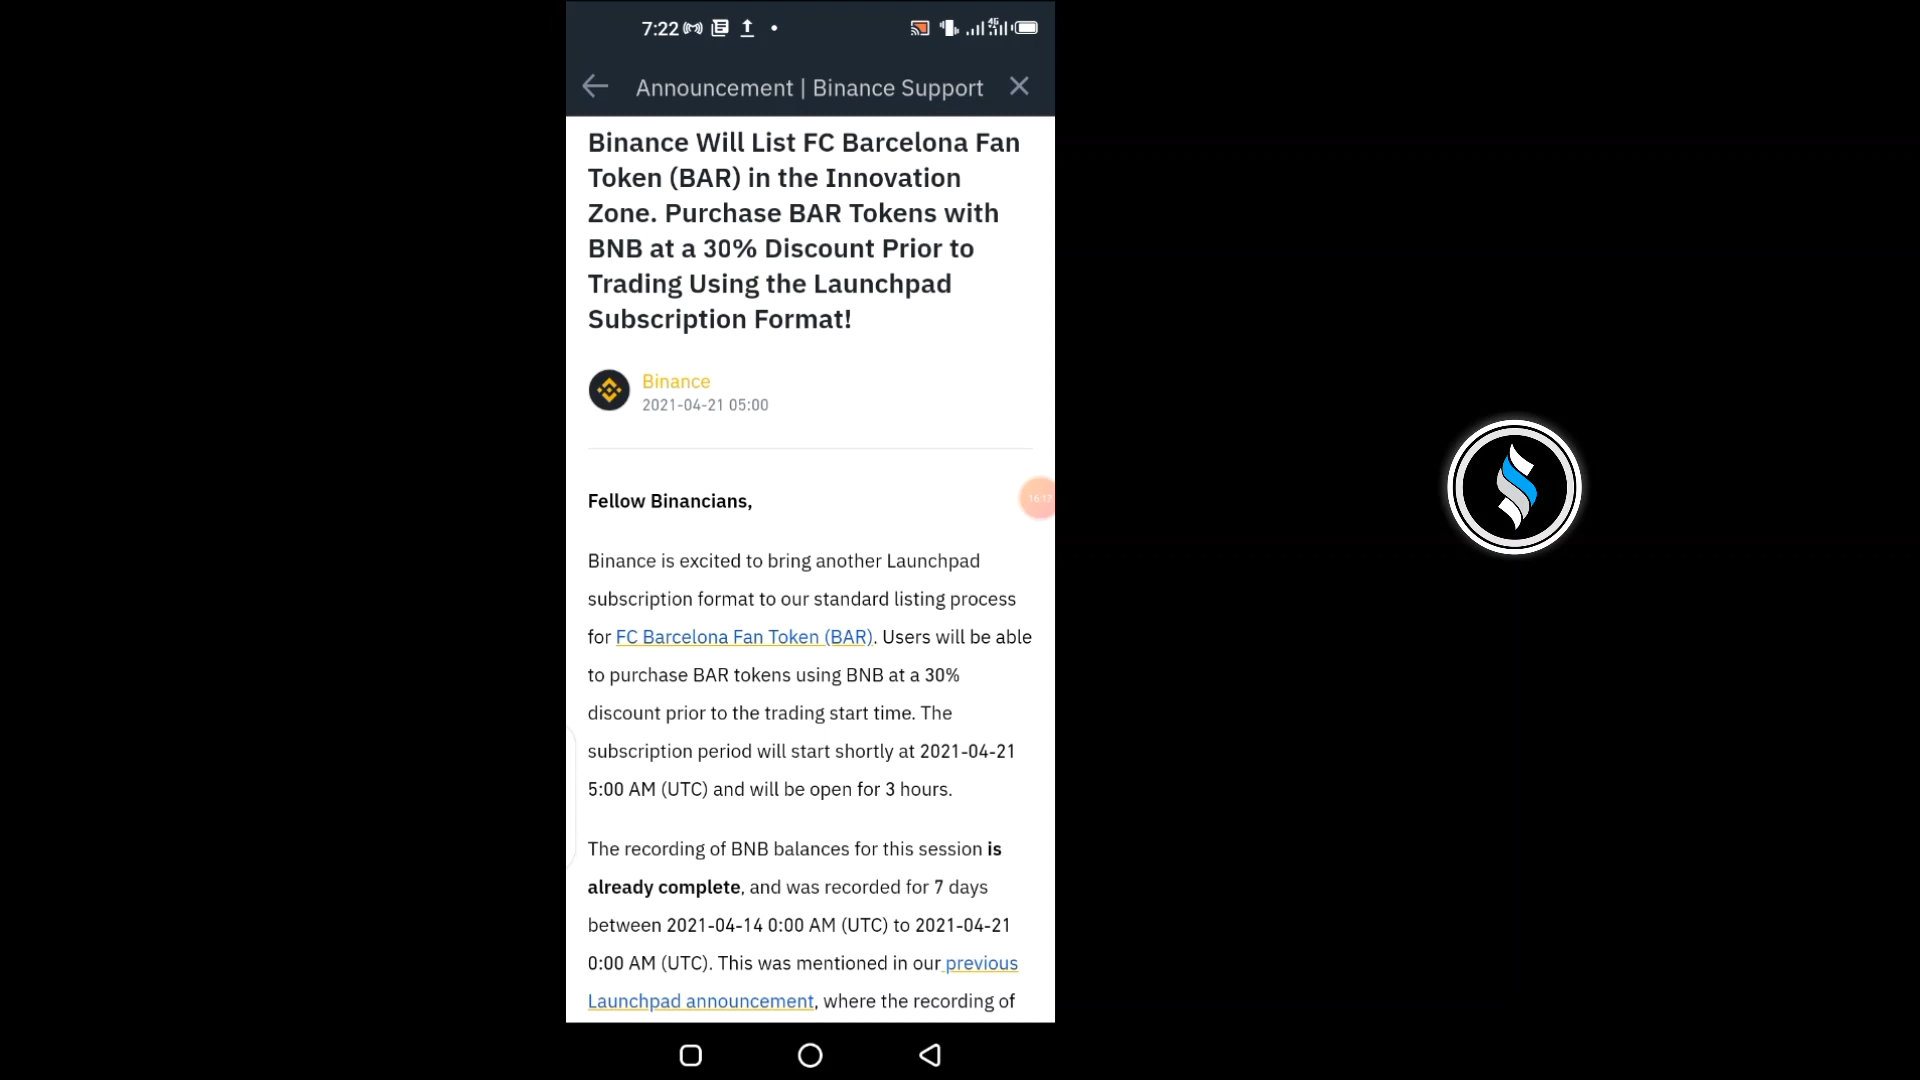 7:22
4G
Announcement | Binance Support
Binance Will List FC Barcelona Fan
Token (BAR) in the Innovation
Zone. Purchase BAR Tokens with
BNB at a 30% Discount Prior to
Trading Using the Launchpad
Subscription Format!
Binance
2021-04-21 05:00
Fellow Binancians,
16:17
Binance is excited to bring another Launchpad
subscription format to our standard listing process
for FC Barcelona Fan Token (BAR). Users will be able
to purchase BAR tokens using BNB at a 30%
discount prior to the trading start time. The
subscription period will start shortly at 2021-04-21
5:00 AM (UTC) and will be open for 3 hours.
The recording of BNB balances for this session is
already complete, and was recorded for 7 days
between 2021-04-14 0:00 AM (UTC) to 2021-04-21
0:00 AM (UTC). This was mentioned in our previous
Launchpad announcement, where the recording of